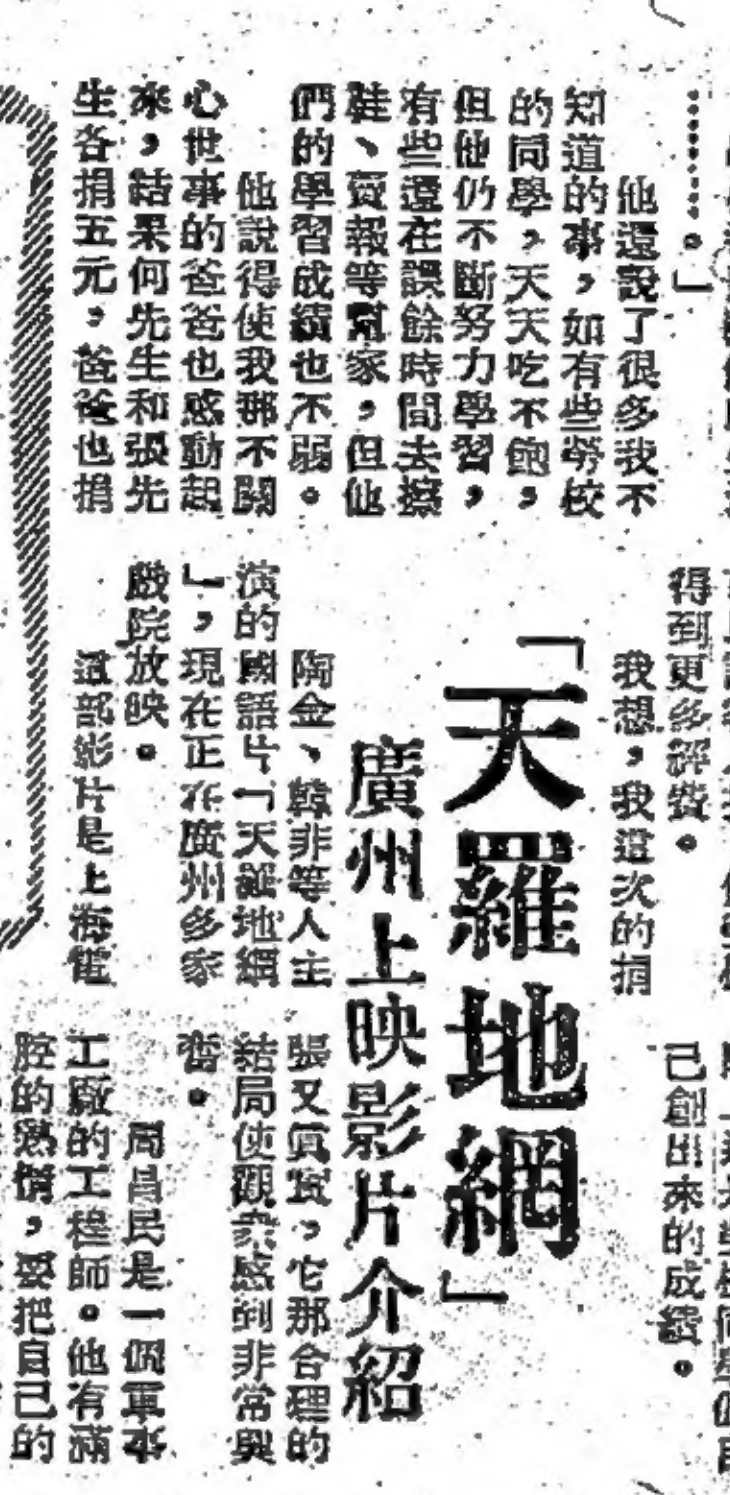 ………。」
他還說了很多我不
知道的事，如有些勞校
的同學，天天吃不飽，
但他仍不斷努力學習，
有些還在課餘時間去擦
鞋、賣報等幫家，但他
們的學習成績也不弱。
他說得使我那不關
心世事的爸爸也感動起
來，結果何先生和張先
生各捐五元，爸爸也捐
得到更多經費。
我想，我這次的捐
己創出來的成績。
「天羅地網」
廣州上映影片介紹
陶金、韓非等人主
演的國語片「天羅地網
」，現在正在廣州多家
戲院放映。
這部影片是上海電
張又真實，它那合理的
結局使觀衆感到非常興
奮。
周昌民是一個軍事
工廠的工程師。他有滿
腔的熱情，要把自己的